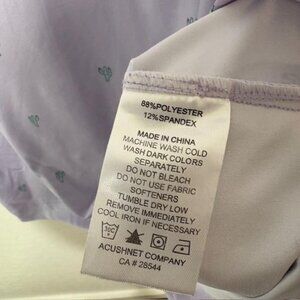 88%POLYESTER
12%SPANDEX
MADE IN CHINA
MACHINE WASH COLD
WASH DARK COLORS
SEPARATELY
DO NOT BLEACH
DO NOT USE FABRIC
SOFTENERS
TUMBLE DRY LOW
REMOVE IMMEDIATELY
COOL IRON IF NECESSARY
30C
ACUSHNET COMPANY
CA # 28544